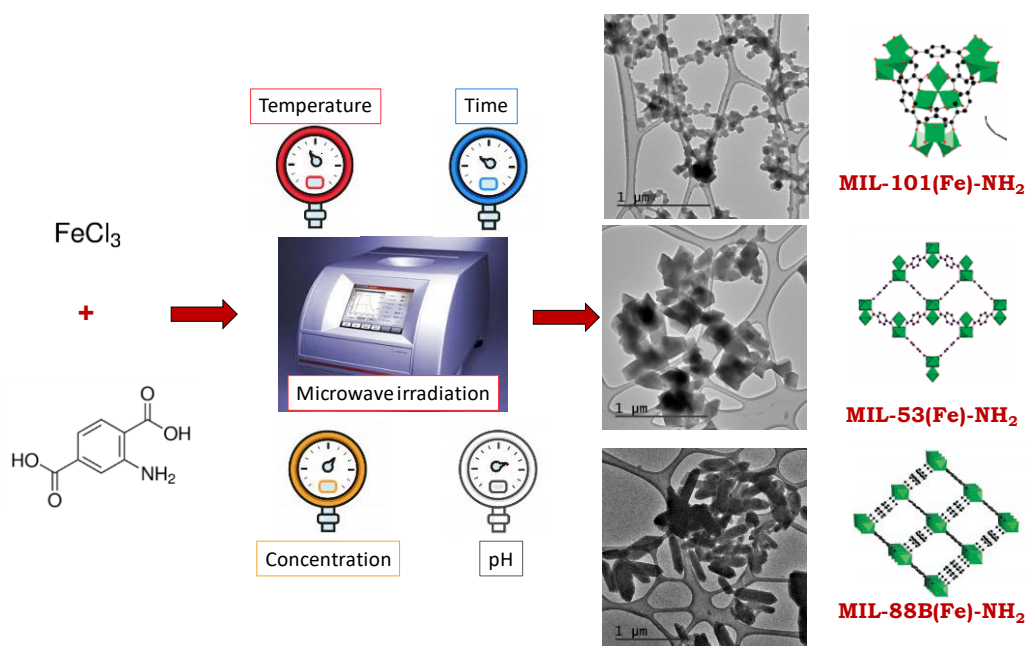 Temperature
Time
FeCl₃
+
O
OH
HO
NH₂
O
Microwave irradiation
Concentration
pH
1 µm
MIL-101(Fe)-NH₂
1 µm
MIL-53(Fe)-NH₂
1 µm
MIL-88B(Fe)-NH₂